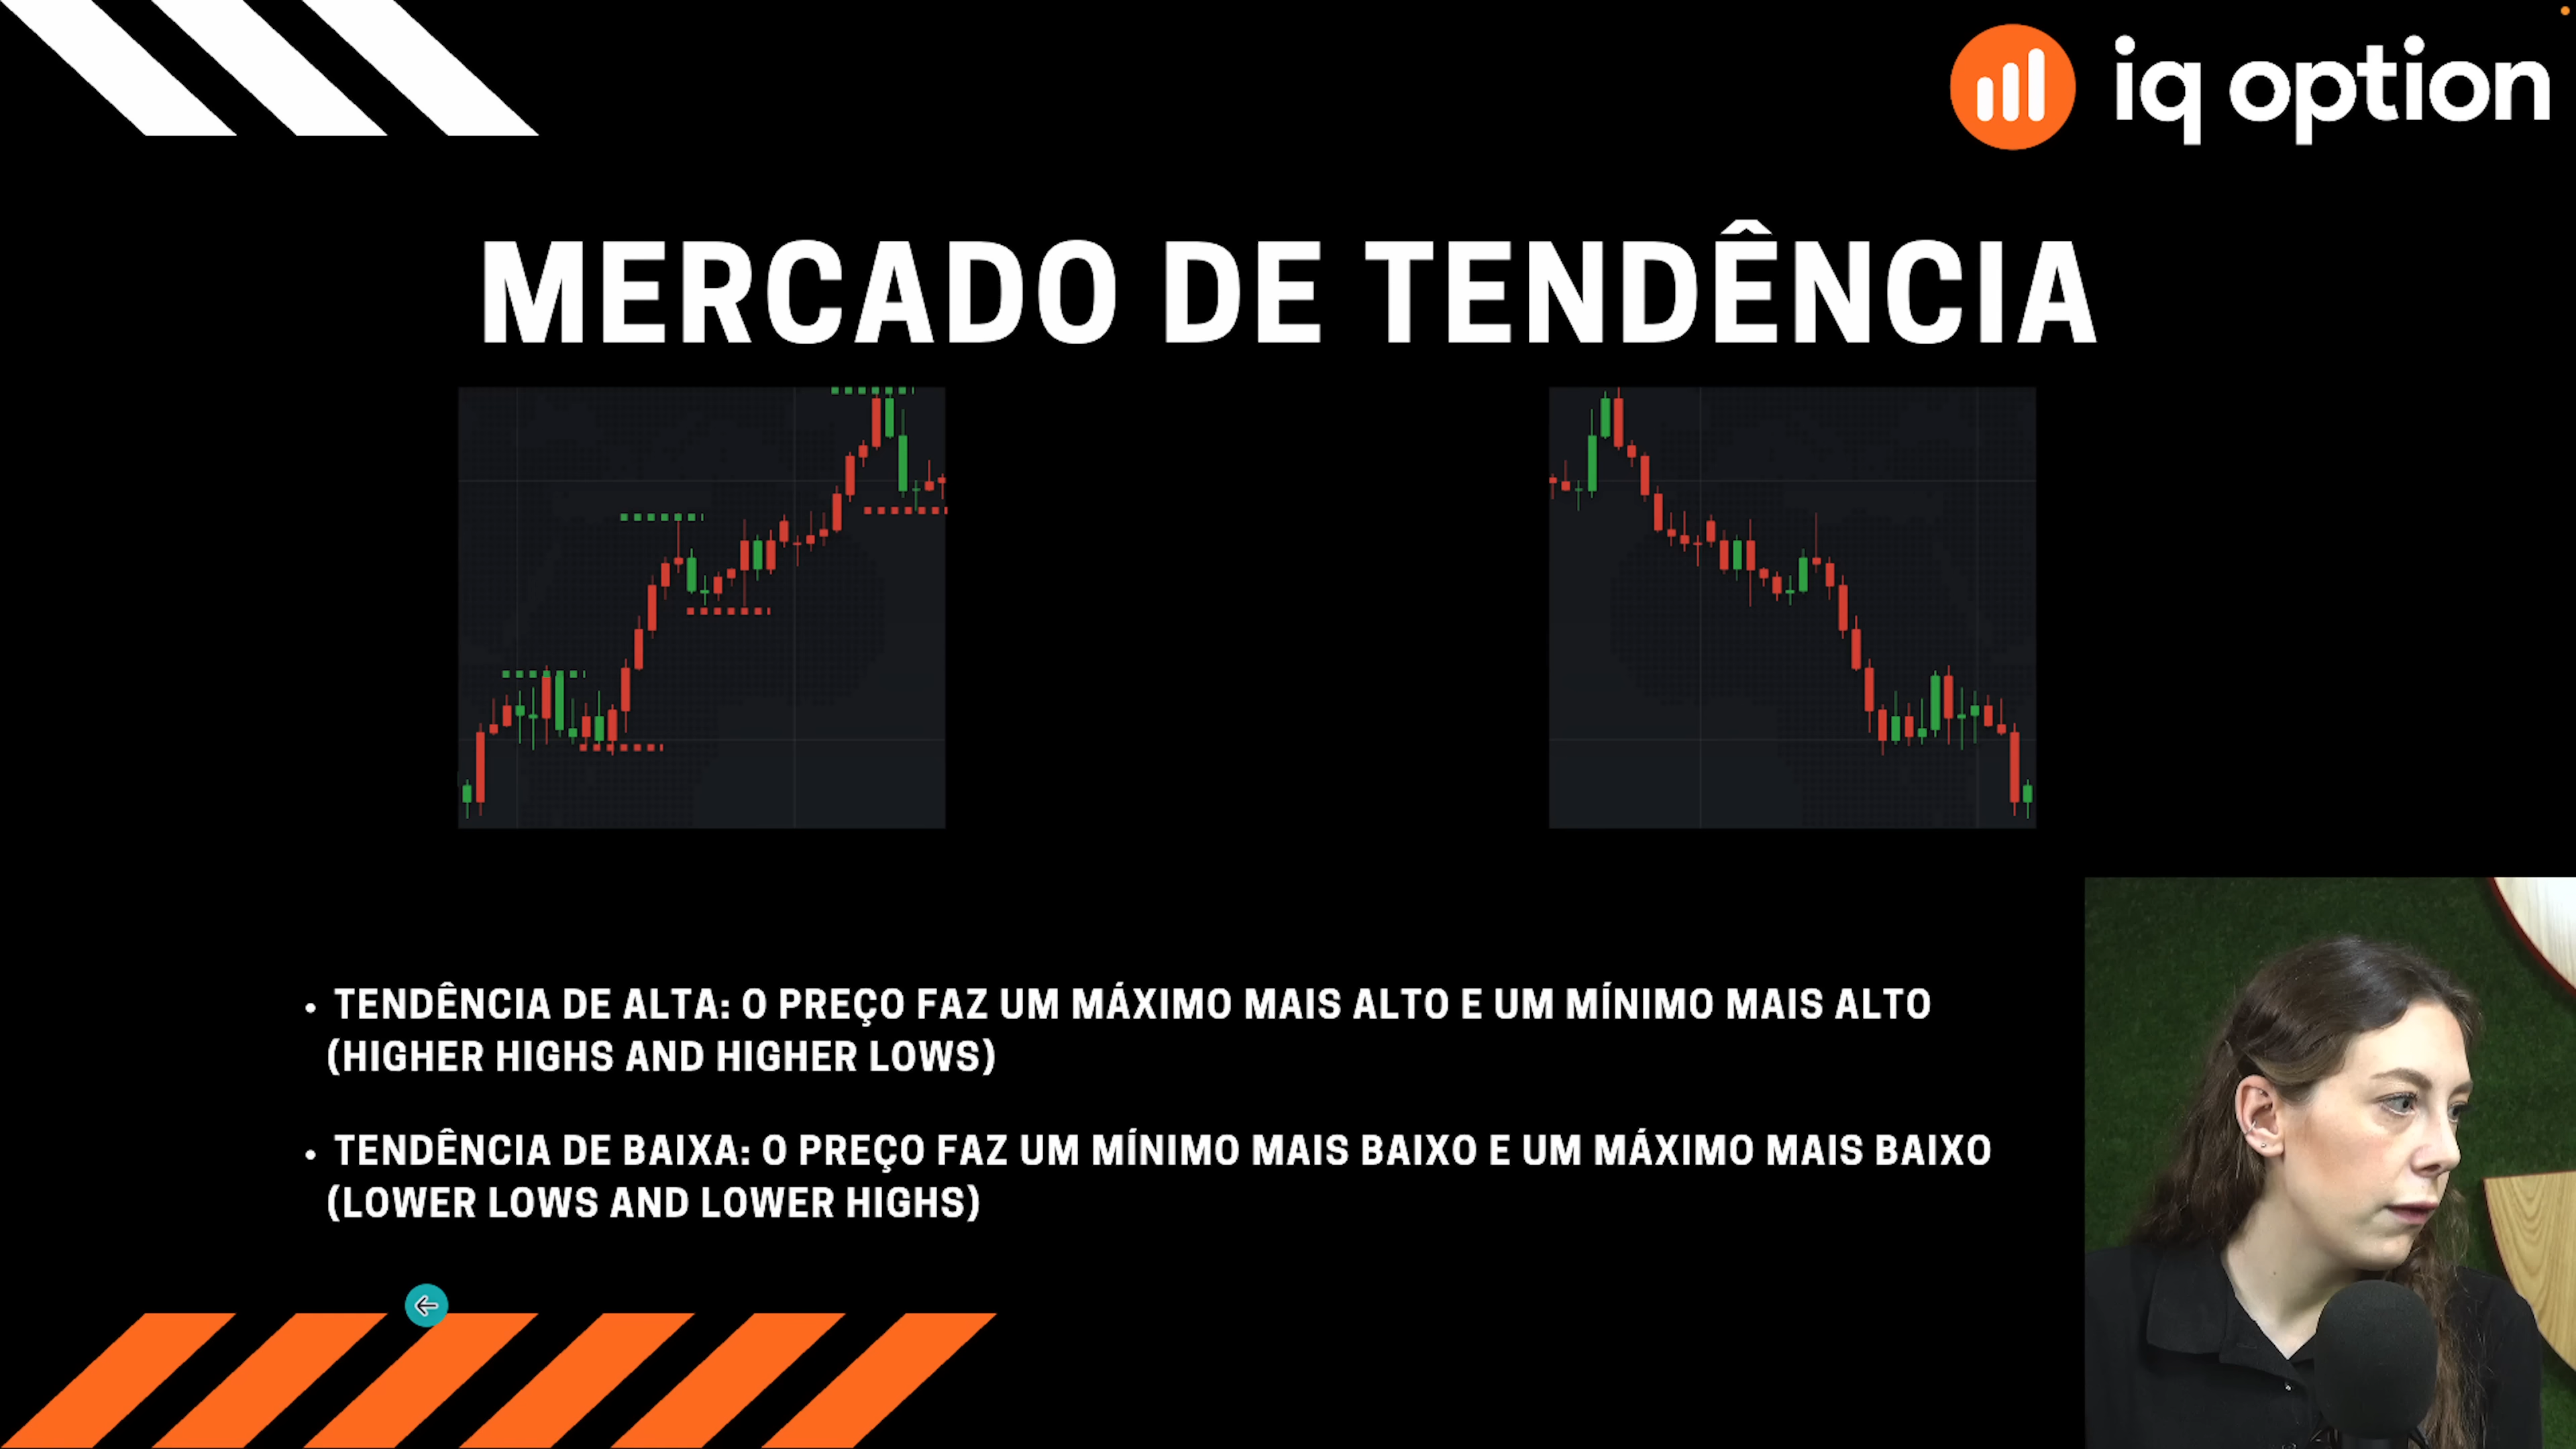 iq option
MERCADO DE TENDÊNCIA
• TENDÊNCIA DE ALTA: O PREÇO FAZ UM MÁXIMO MAIS ALTO E UM MÍNIMO MAIS ALTO
(HIGHER HIGHS AND HIGHER LOWS)
• TENDÊNCIA DE BAIXA: O PREÇO FAZ UM MÍNIMO MAIS BAIXO E UM MÁXIMO MAIS BAIXO
(LOWER LOWS AND LOWER HIGHS)